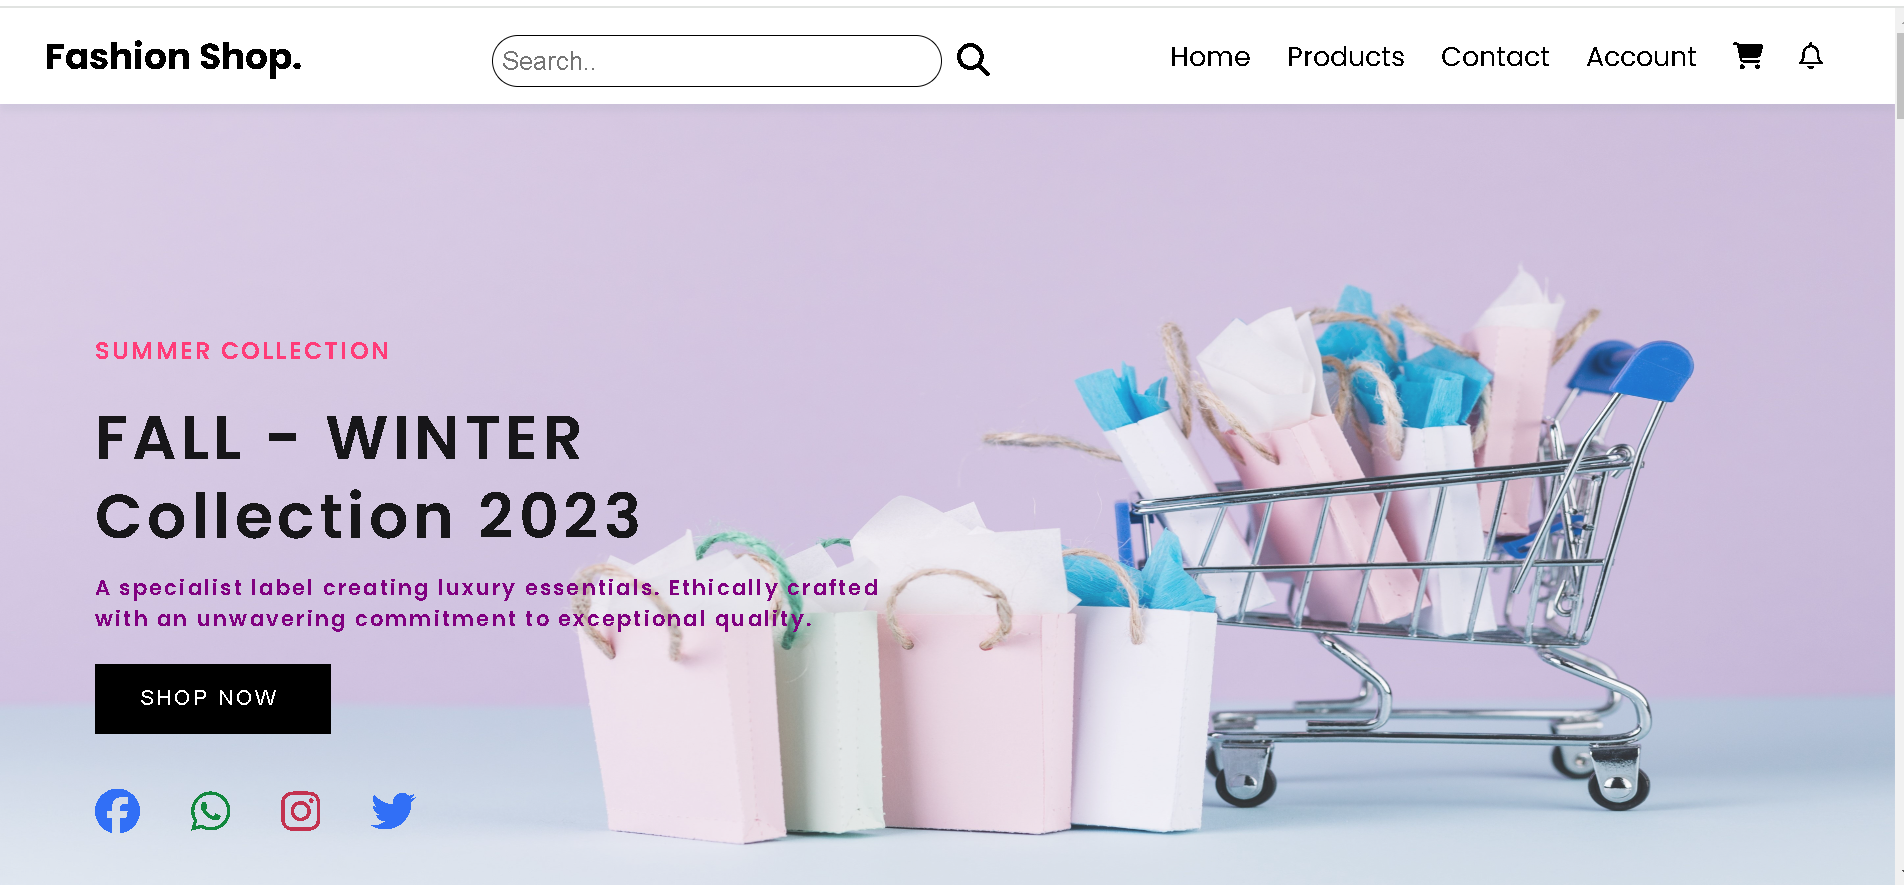 Fashion Shop.
Search..
Home Products Contact Account
SUMMER COLLECTION
FALL - WINTER
Collection 2023
A specialist label creating luxury essentials. Ethically crafted
with an unwavering commitment to exceptional quality.
SHOP NOW